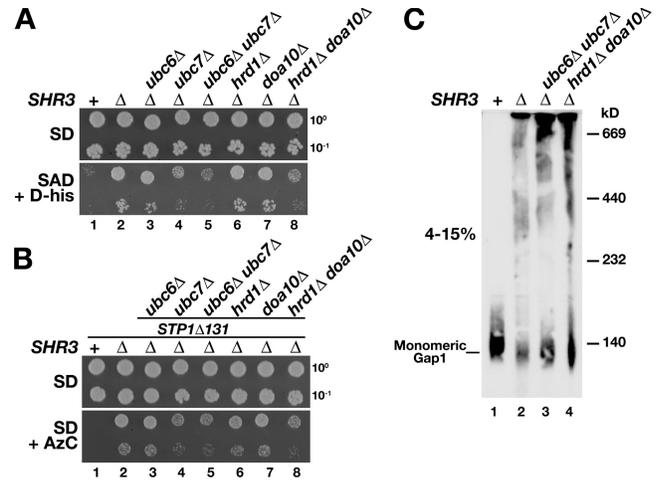 A
ubc6Δ
ubc7Δ
ubc6Δ ubc7Δ
hrd1Δ
doa10Δ
hrd1Δ doa10Δ
SHR3 + Δ Δ Δ Δ Δ Δ Δ
SD
10⁰
10⁻¹
SAD
+ D-his
1 2 3 4 5 6 7 8
B
ubc6Δ
ubc7Δ
ubc6Δ ubc7Δ
hrd1Δ
doa10Δ
hrd1Δ doa10Δ
STP1Δ131
SHR3 + Δ Δ Δ Δ Δ Δ Δ
SD
10⁰
10⁻¹
SD
+ AzC
1 2 3 4 5 6 7 8
C
ubc6Δ ubc7Δ
hrd1Δ doa10Δ
SHR3 + Δ Δ Δ
kD
669
440
4-15%
232
140
Monomeric
Gap1
1 2 3 4